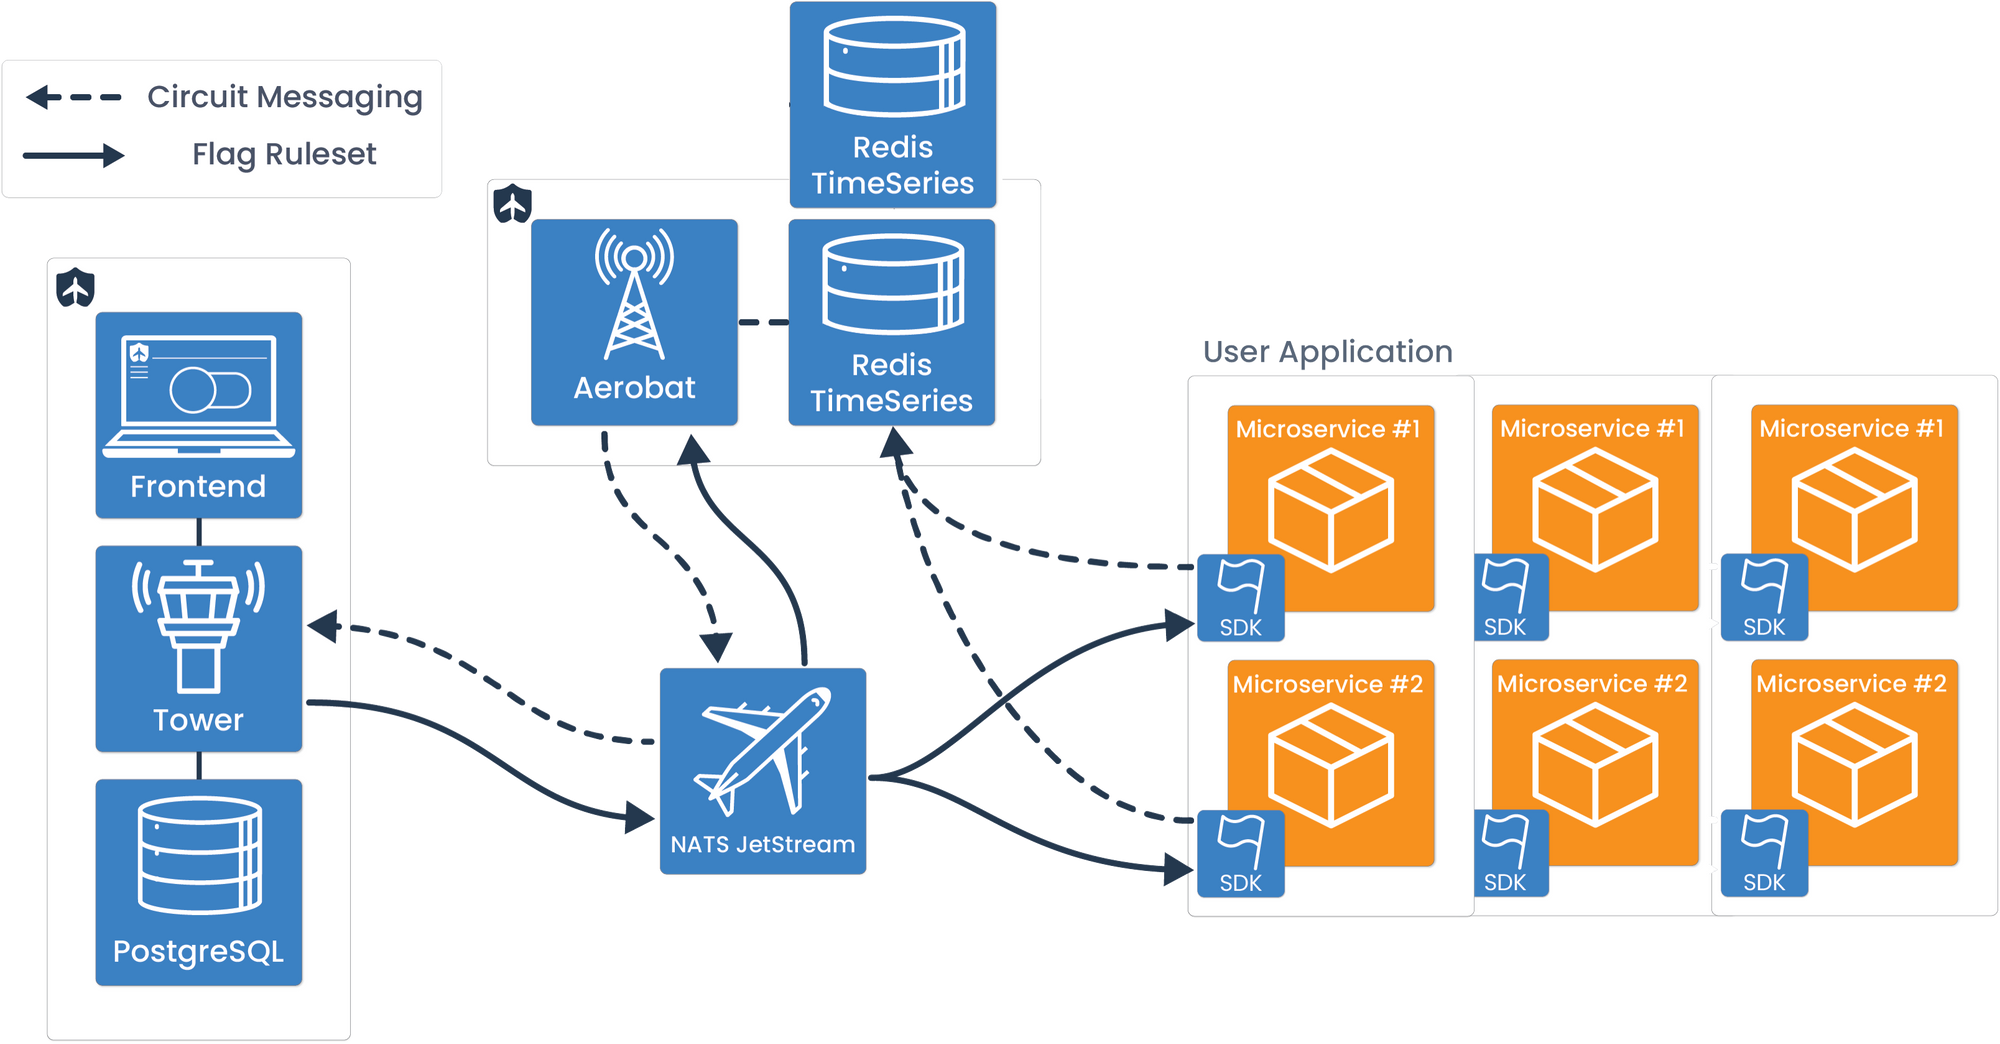 Circuit Messaging
Flag Ruleset
Redis
TimeSeries
Aerobat
Redis
TimeSeries
Frontend
Tower
PostgreSQL
NATS JetStream
User Application
Microservice #1
SDK
Microservice #1
SDK
Microservice #1
SDK
Microservice #2
SDK
Microservice #2
SDK
Microservice #2
SDK